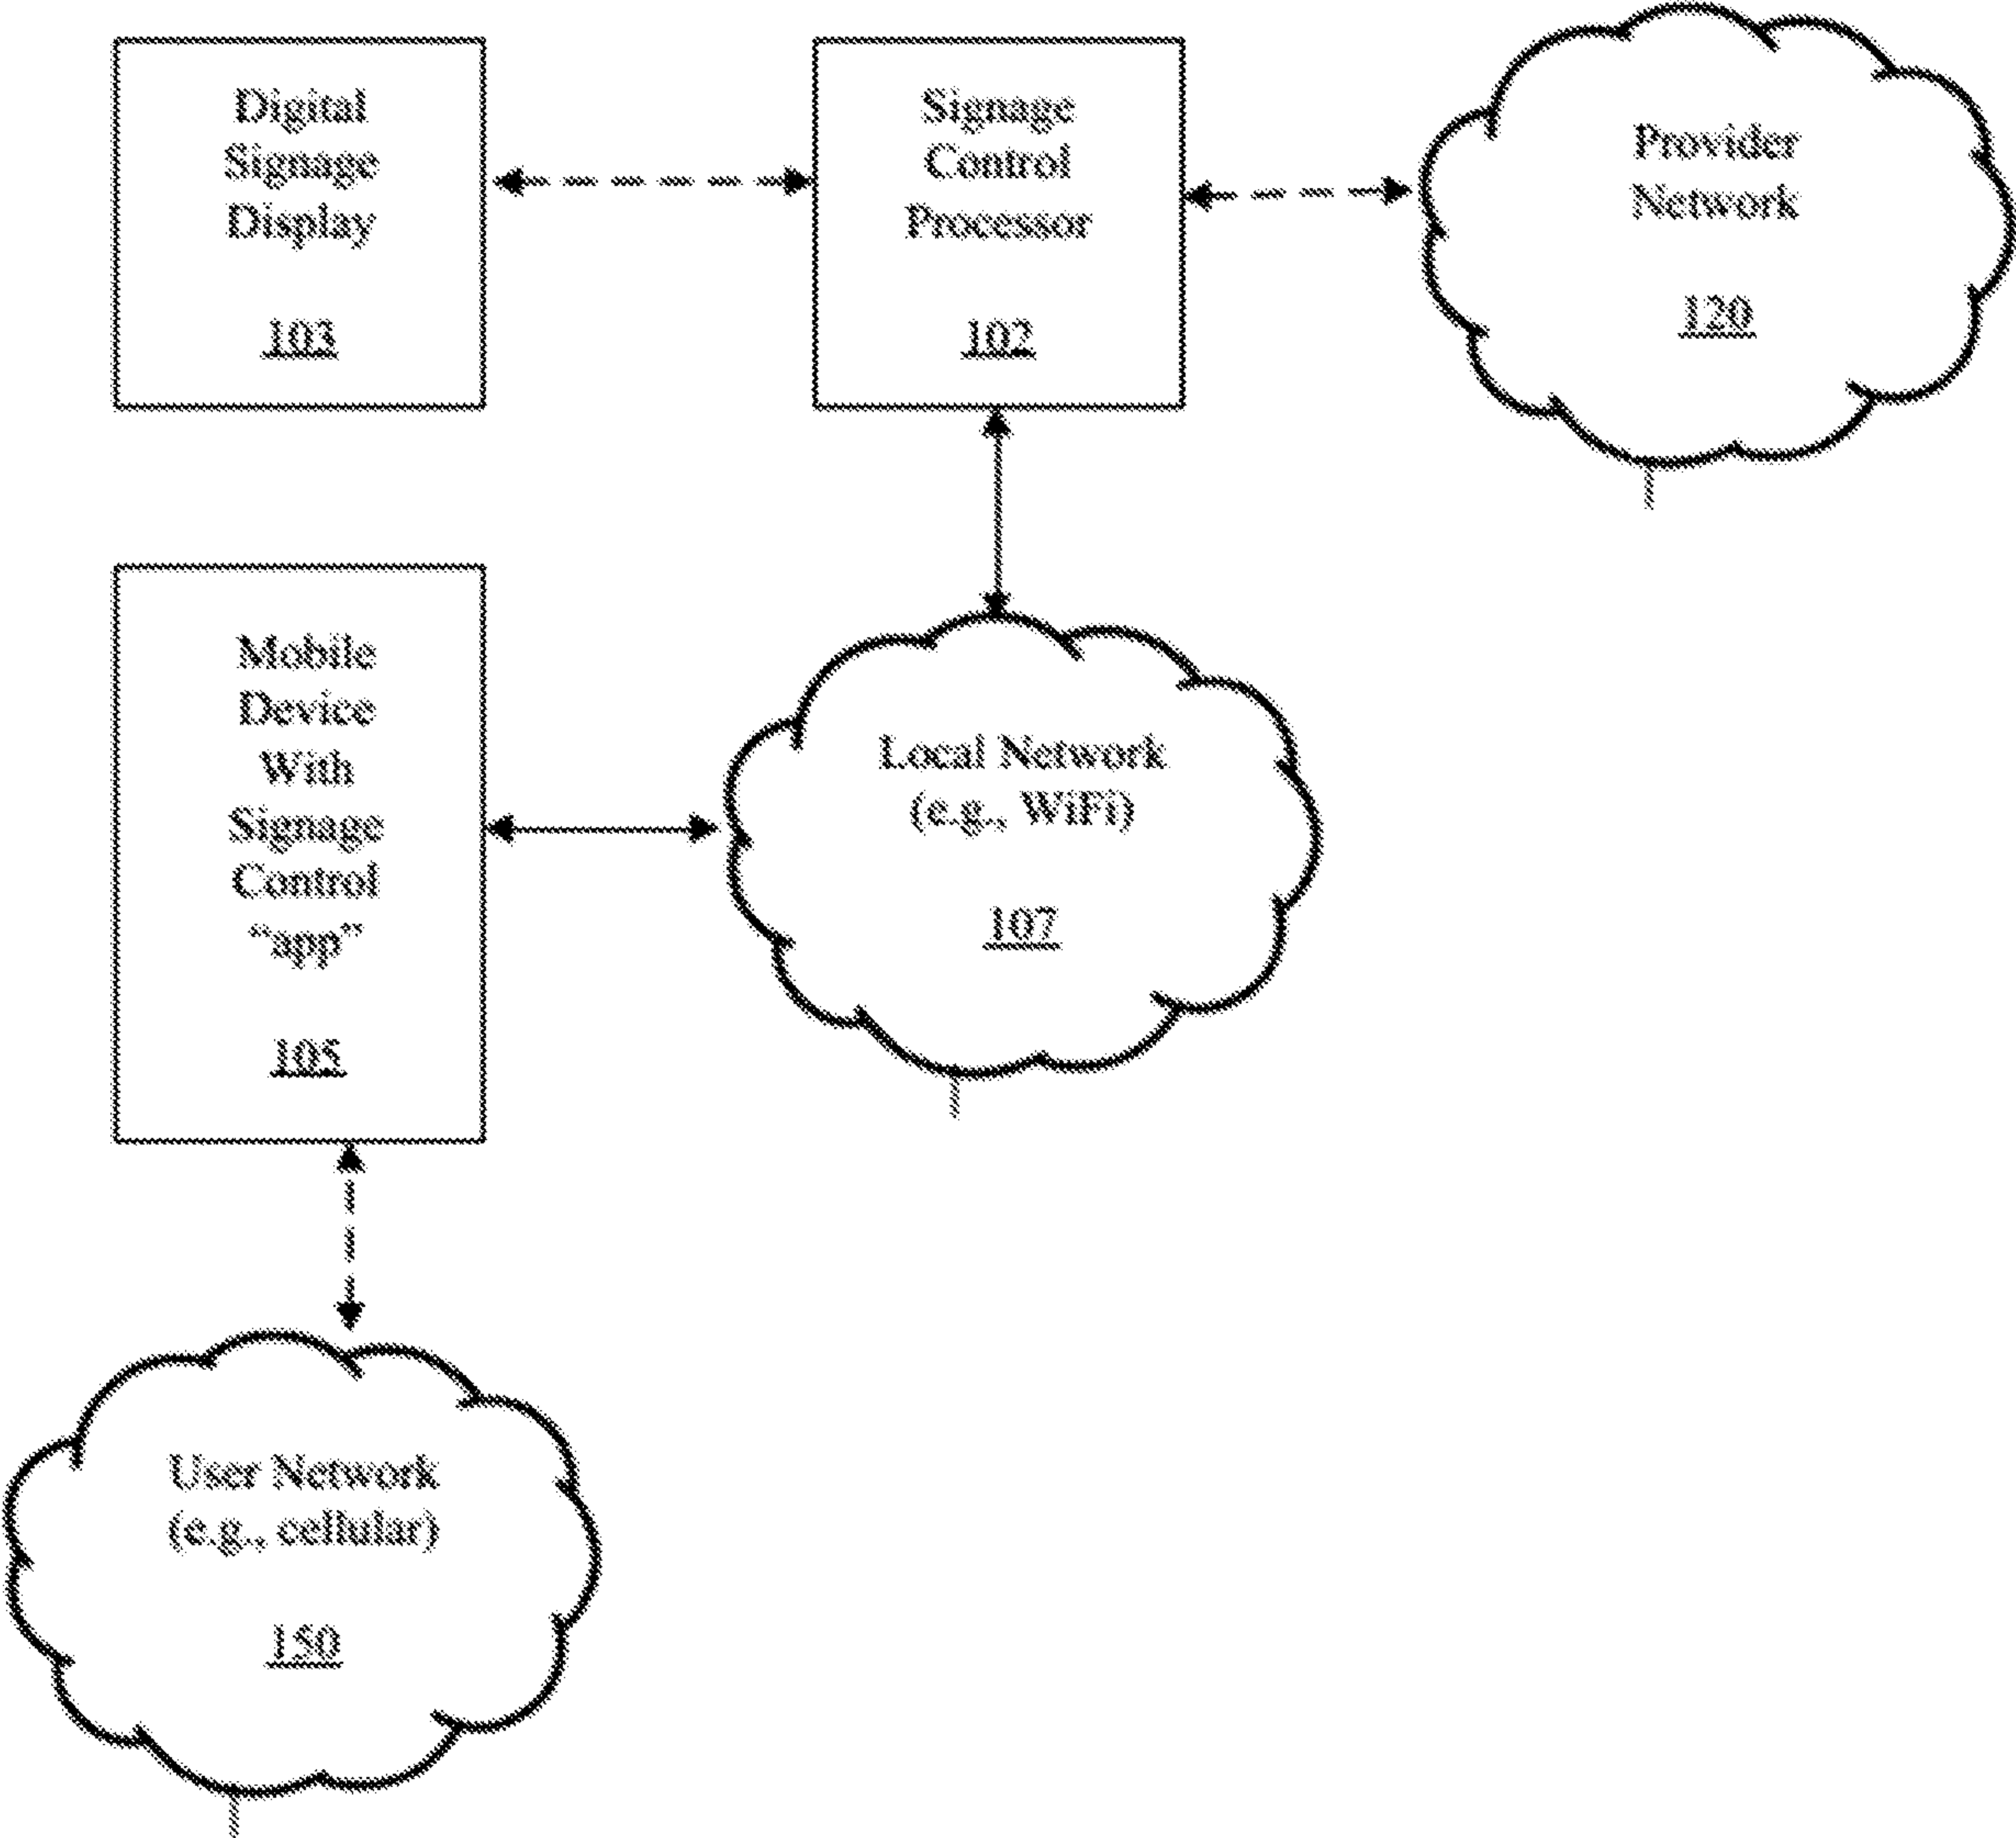 Digital
Signage
Display
103
Signage
Control
Processor
102
Provider
Network
120
Mobile
Device
With
Signage
Control
“app”
105
Local Network
(e.g., WiFi)
107
User Network
(e.g., cellular)
150